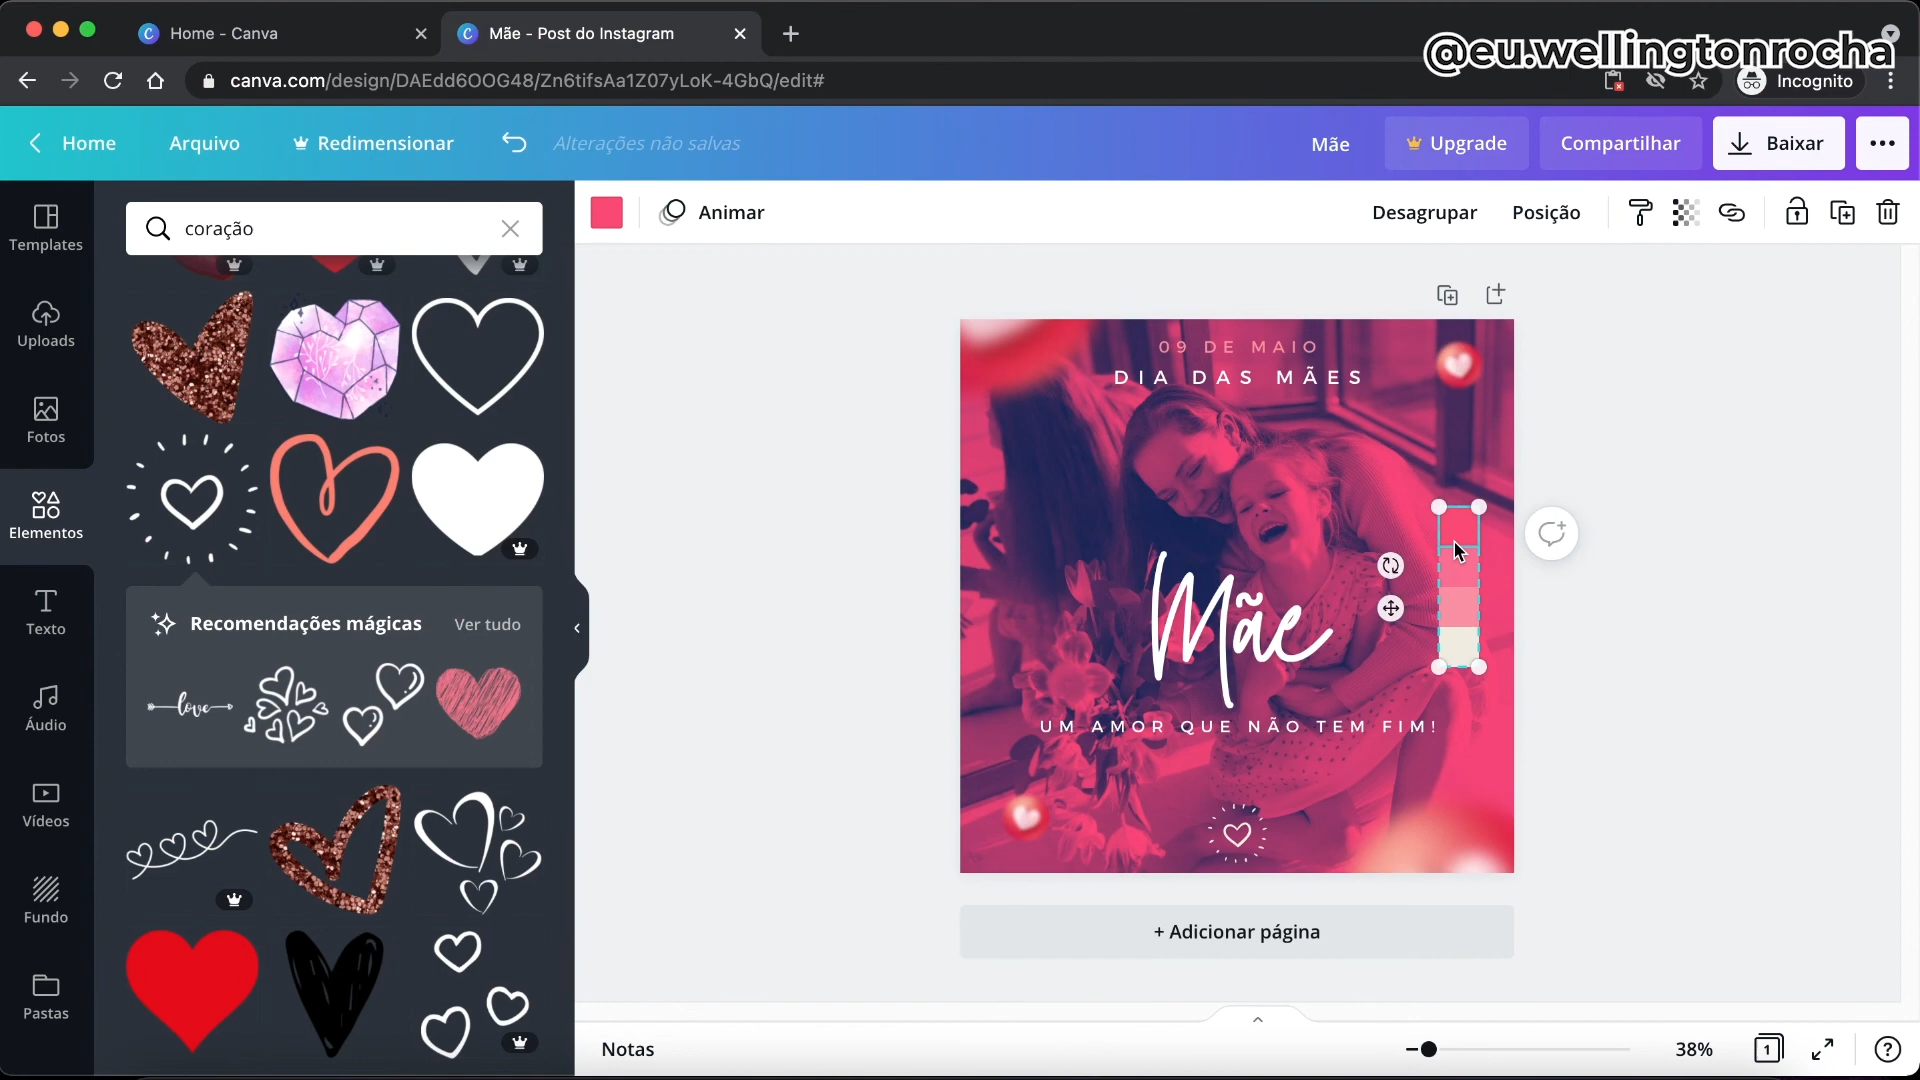 Home - Canva
Mãe - Post do Instagram
@eu.wellingtonrocha
canva.com/design/DAEdd6OOG48/Zn6tifsAa1Z07yLoK-4GbQ/edit#
Incognito
Home
Arquivo
Redimensionar
Alterações não salvas
Mãe
Upgrade
Compartilhar
Baixar
Templates
Uploads
Fotos
Elementos
Texto
Áudio
Vídeos
Fundo
Pastas
coração
Recomendações mágicas
Ver tudo
love
Animar
Desagrupar
Posição
09 DE MAIO
DIA DAS MÃES
Mãe
UM AMOR QUE NÃO TEM FIM!
+ Adicionar página
Notas
38%
1